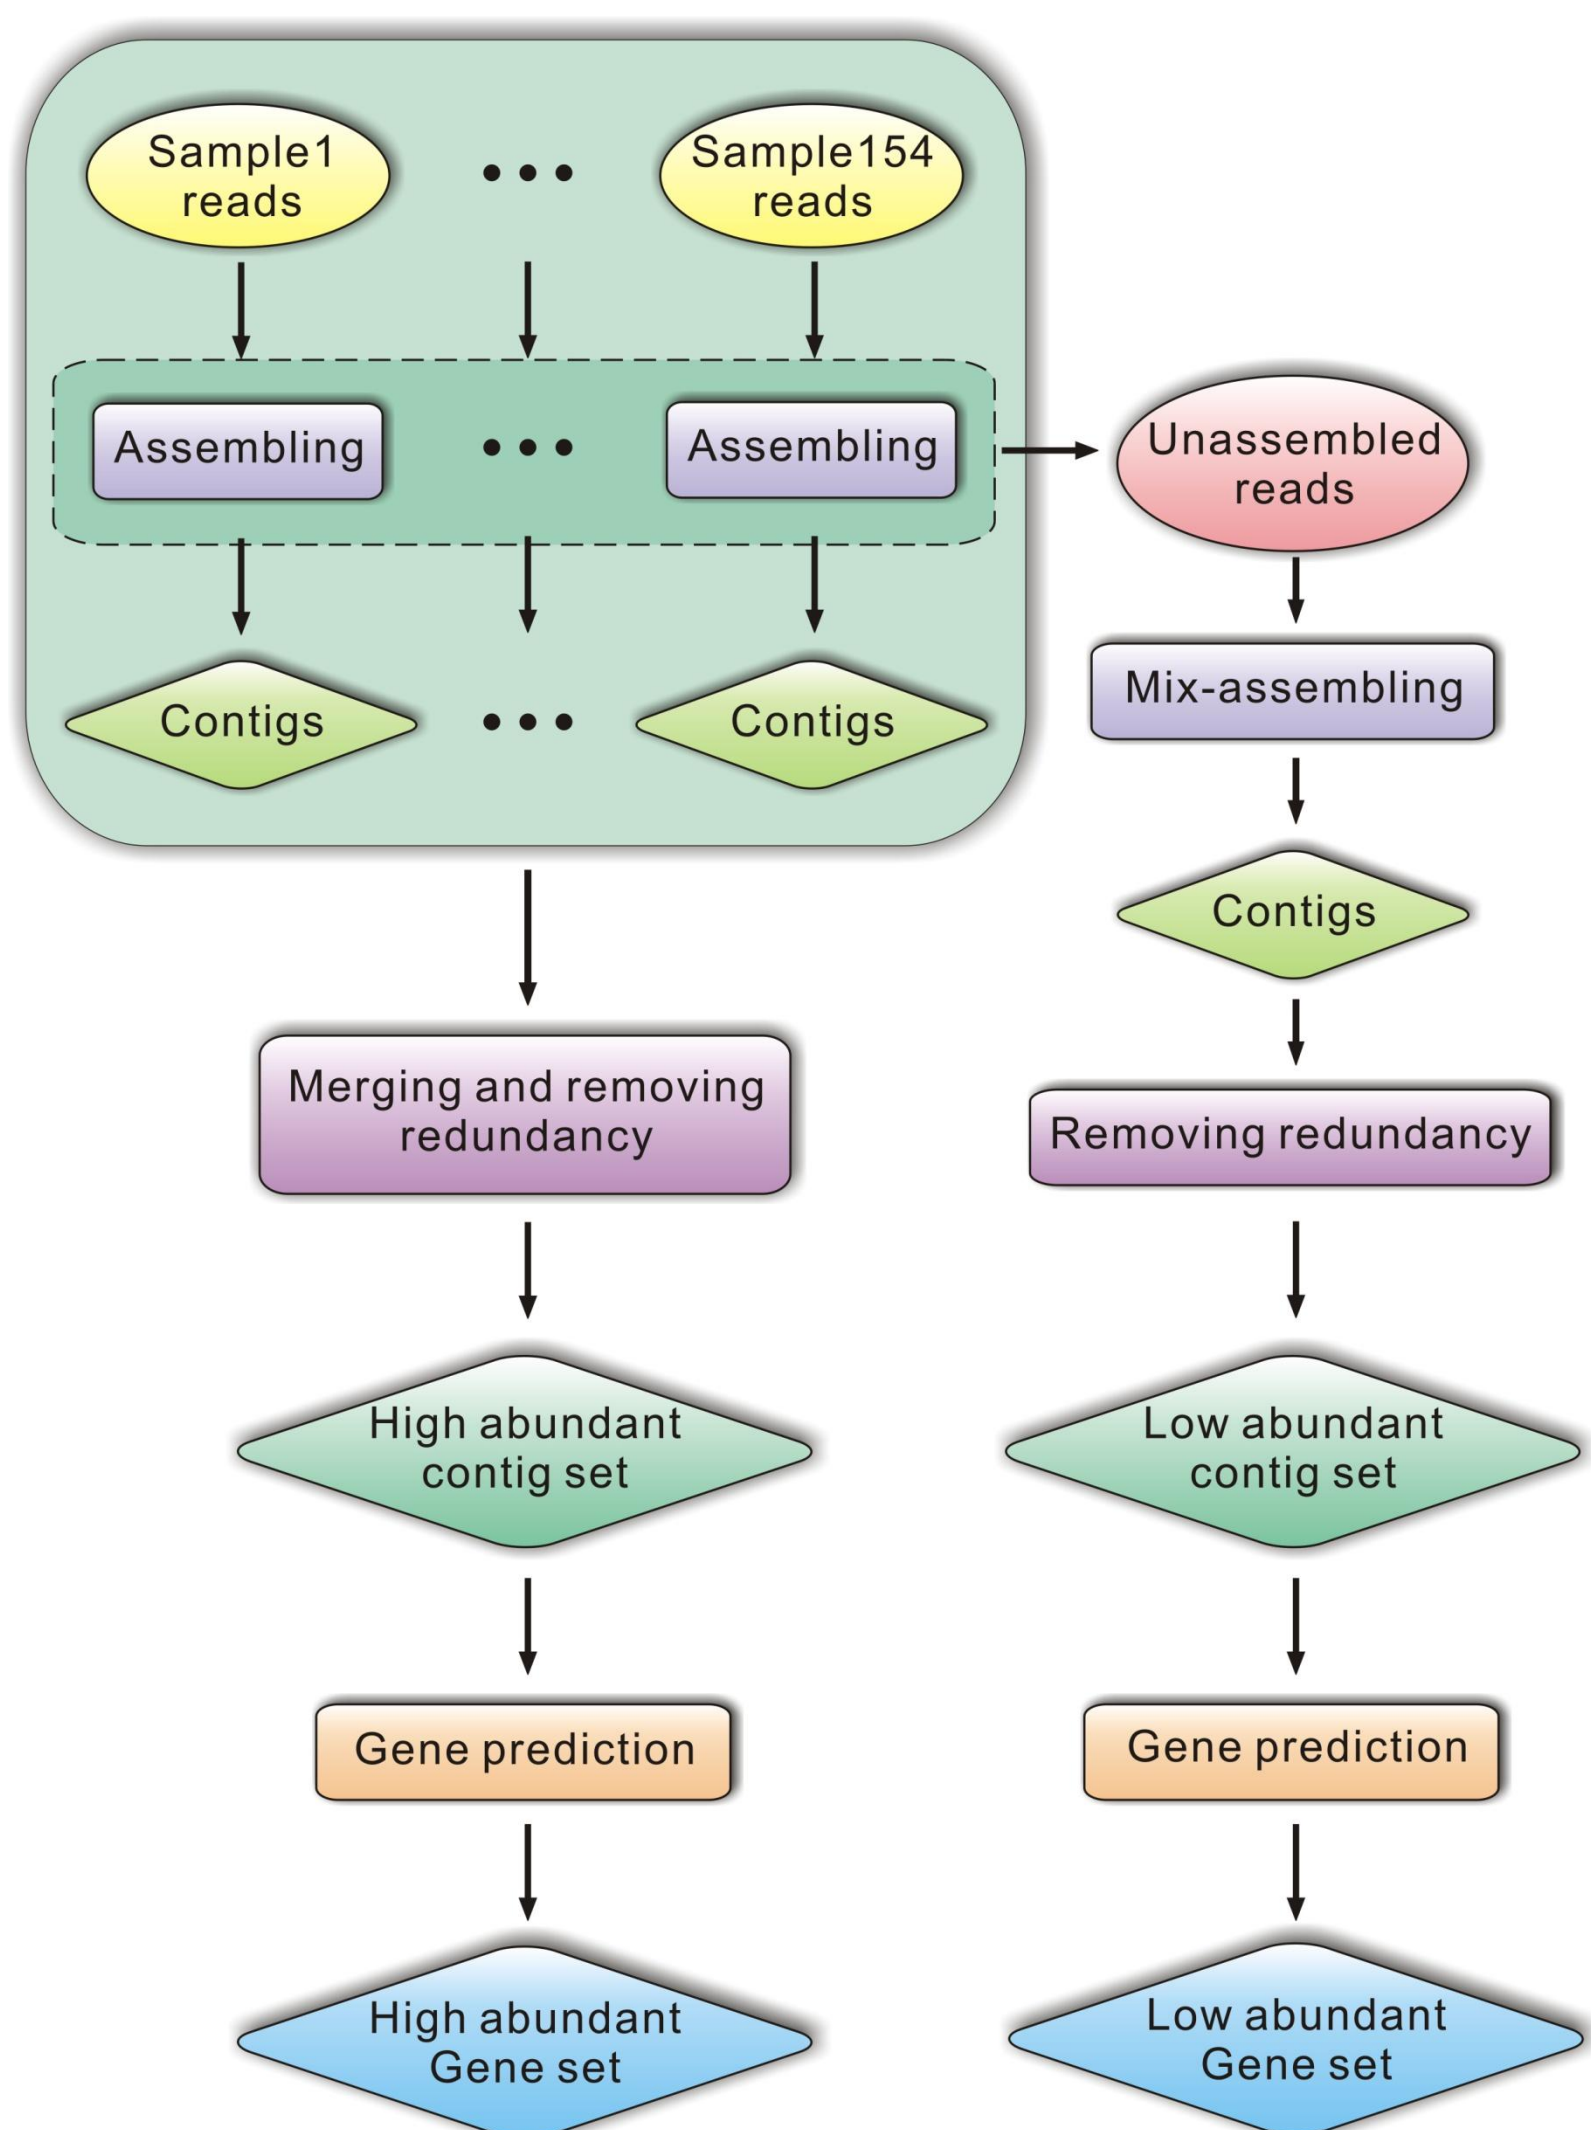 Sample1
reads
Sample154
reads
Assembling
Assembling
Contigs
Contigs
Unassembled
reads
Mix-assembling
Contigs
Merging and removing
redundancy
Removing redundancy
High abundant
contig set
Low abundant
contig set
Gene prediction
Gene prediction
High abundant
Gene set
Low abundant
Gene set